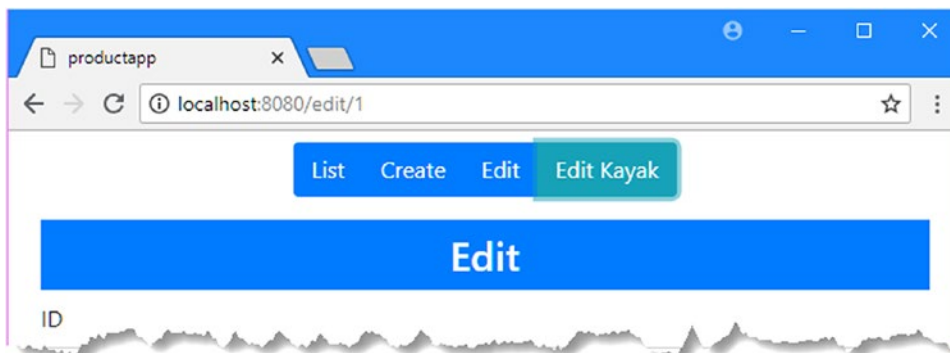 productapp
localhost:8080/edit/1
List Create Edit Edit Kayak
Edit
ID